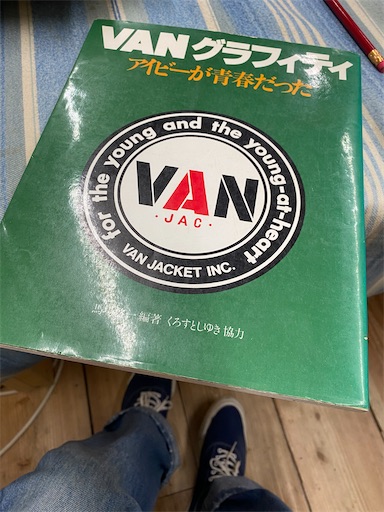 VANグラフィティ
アイビーが青春だった
for the young and the young-at-heart
VAN
·JAC·
VAN JACKET INC.
編著 くろすとしゆき 協力